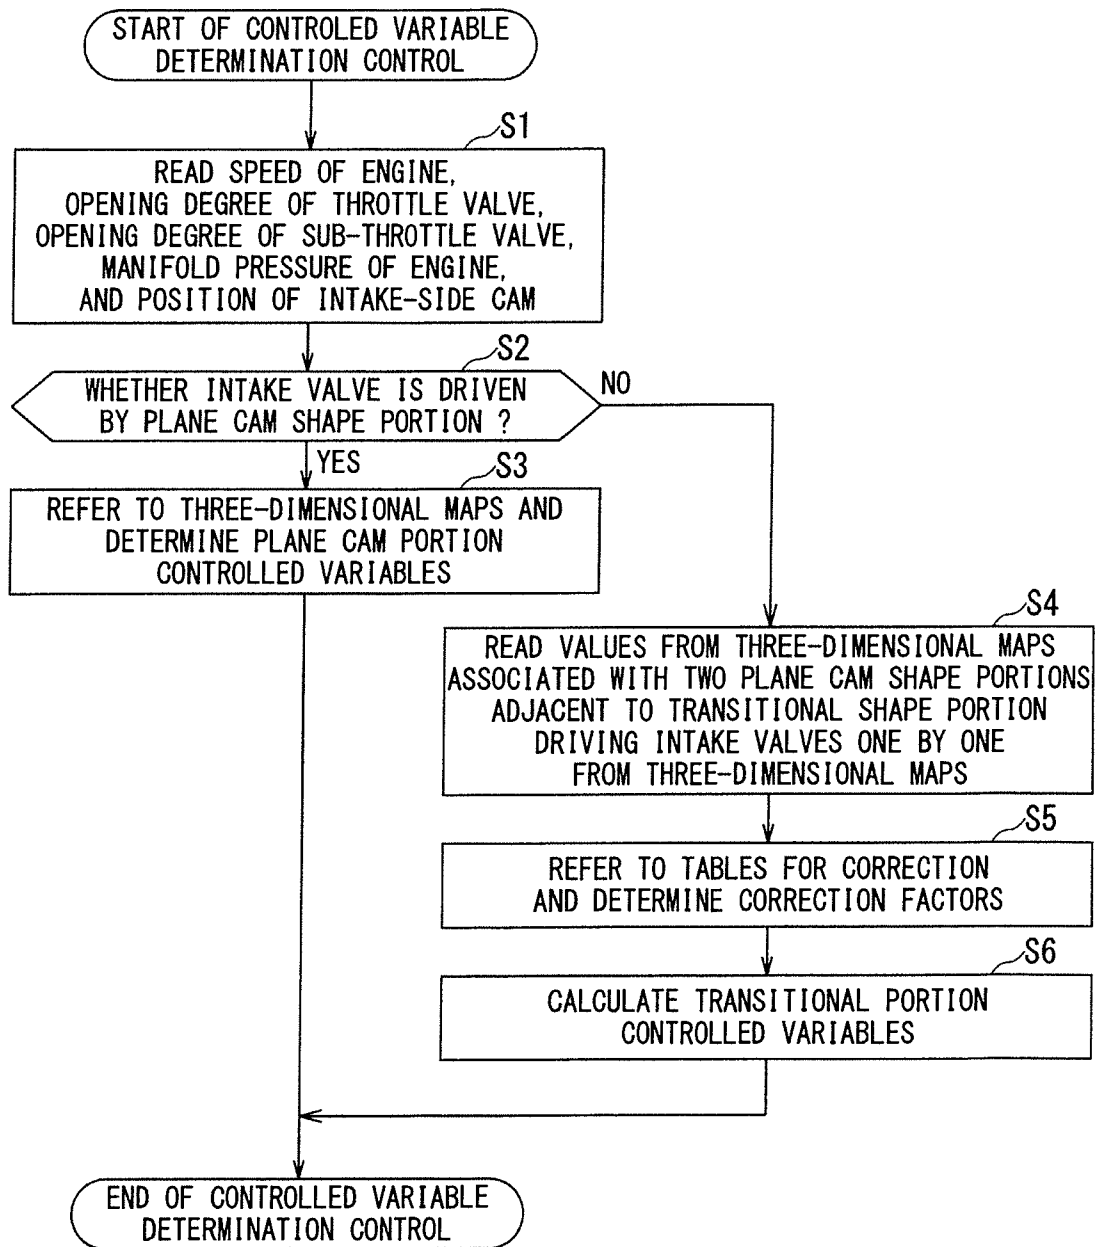 START OF CONTROLED VARIABLE
DETERMINATION CONTROL
S1
READ SPEED OF ENGINE,
OPENING DEGREE OF THROTTLE VALVE,
OPENING DEGREE OF SUB-THROTTLE VALVE,
MANIFOLD PRESSURE OF ENGINE,
AND POSITION OF INTAKE-SIDE CAM
S2
WHETHER INTAKE VALVE IS DRIVEN
BY PLANE CAM SHAPE PORTION ?
NO
YES
S3
REFER TO THREE-DIMENSIONAL MAPS AND
DETERMINE PLANE CAM PORTION
CONTROLLED VARIABLES
S4
READ VALUES FROM THREE-DIMENSIONAL MAPS
ASSOCIATED WITH TWO PLANE CAM SHAPE PORTIONS
ADJACENT TO TRANSITIONAL SHAPE PORTION
DRIVING INTAKE VALVES ONE BY ONE
FROM THREE-DIMENSIONAL MAPS
S5
REFER TO TABLES FOR CORRECTION
AND DETERMINE CORRECTION FACTORS
S6
CALCULATE TRANSITIONAL PORTION
CONTROLLED VARIABLES
END OF CONTROLLED VARIABLE
DETERMINATION CONTROL